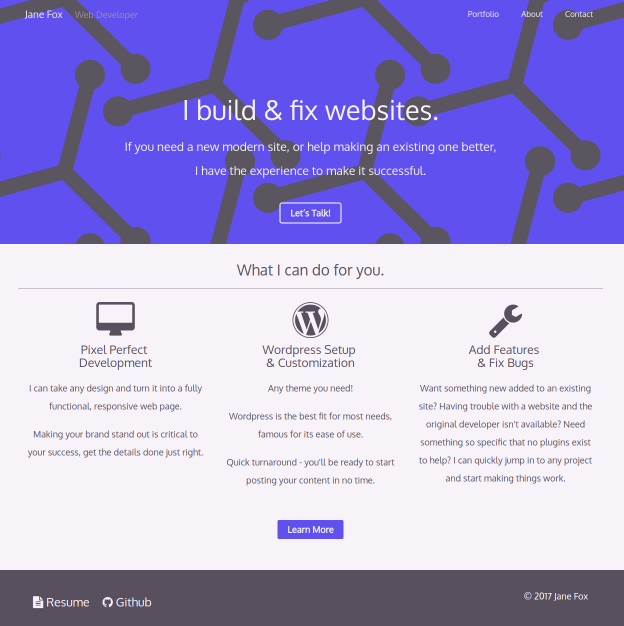 Jane Fox Web Developer
Portfolio About Contact
I build & fix websites.
If you need a new modern site, or help making an existing one better,
I have the experience to make it successful.
Let's Talk!
What I can do for you.
Pixel Perfect
Development
I can take any design and turn it into a fully
functional, responsive web page.
Making your brand stand out is critical to
your success, get the details done just right.
Wordpress Setup
& Customization
Any theme you need!
Wordpress is the best fit for most needs,
famous for its ease of use.
Quick turnaround - you'll be ready to start
posting your content in no time.
Add Features
& Fix Bugs
Want something new added to an existing
site? Having trouble with a website and the
original developer isn't available? Need
something so specific that no plugins exist
to help? I can quickly jump in to any project
and start making things work.
Learn More
Resume Github
© 2017 Jane Fox